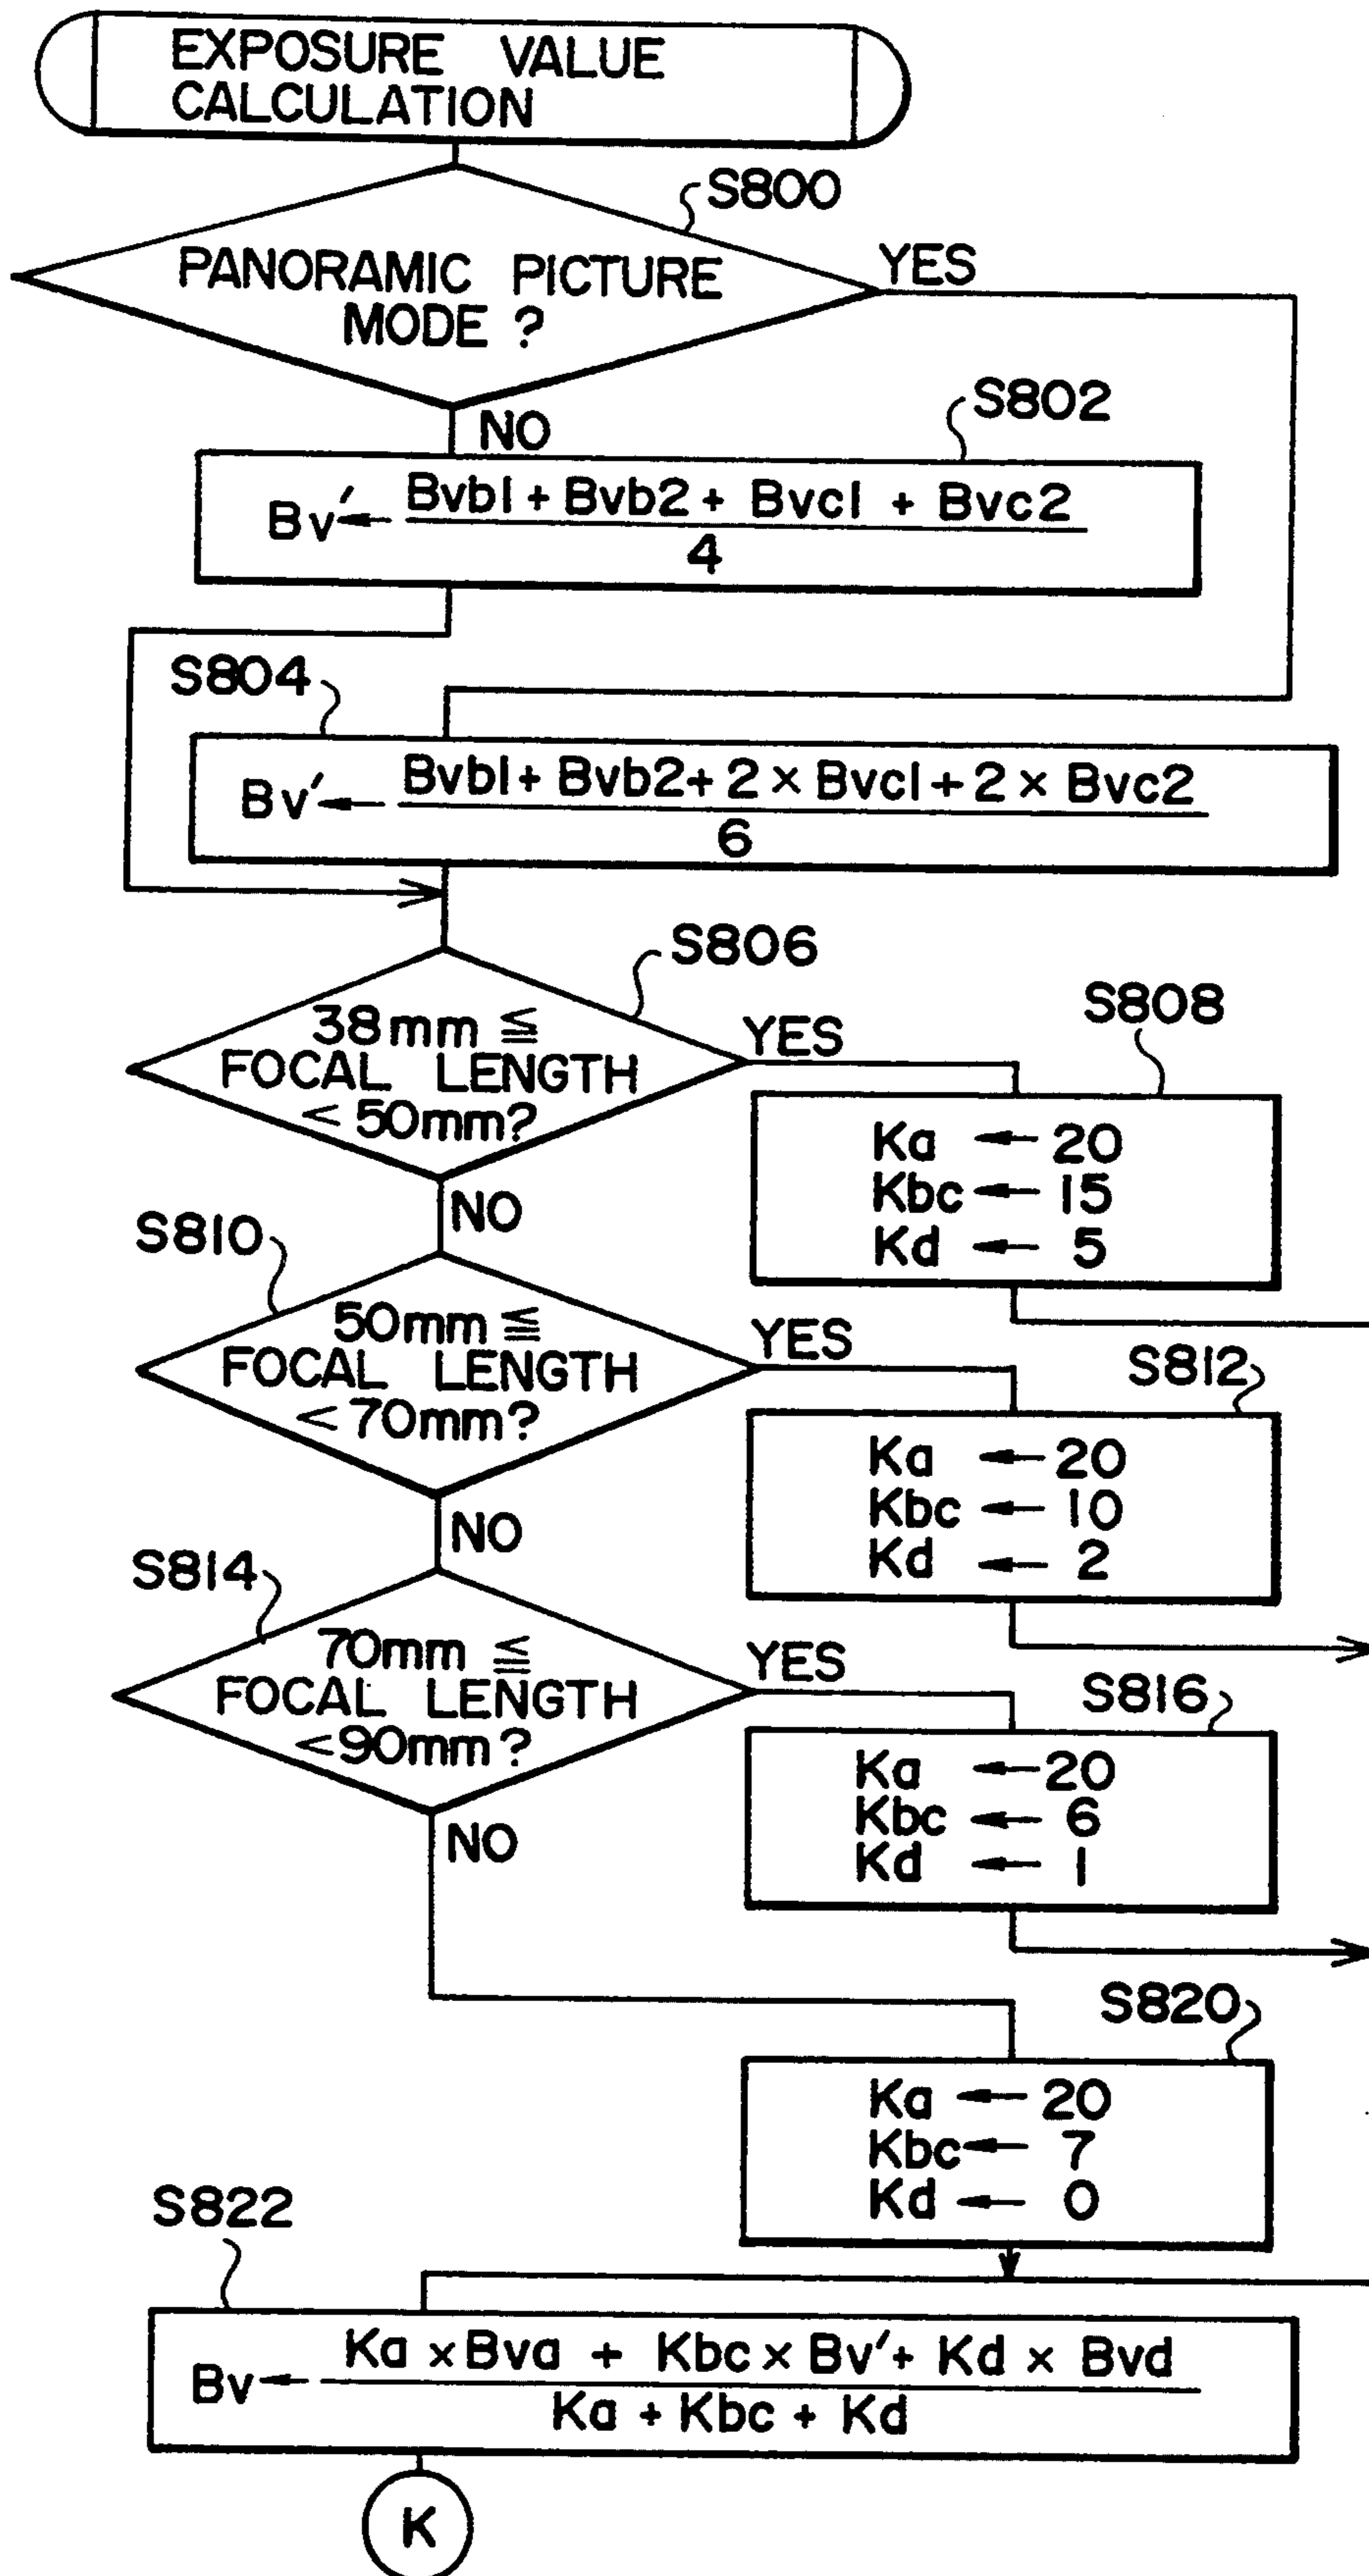 EXPOSURE VALUE
CALCULATION
S800
PANORAMIC PICTURE
MODE ?
YES
NO
S802
Bv' ← Bvb1 + Bvb2 + Bvc1 + Bvc2
4
S804
Bv' ← Bvb1 + Bvb2 + 2 × Bvc1 + 2 × Bvc2
6
S806
38mm ≦
FOCAL LENGTH
< 50mm?
YES
NO
S808
Ka ← 20
Kbc ← 15
Kd ← 5
S810
50mm ≦
FOCAL LENGTH
< 70mm?
YES
NO
S812
Ka ← 20
Kbc ← 10
Kd ← 2
S814
70mm ≦
FOCAL LENGTH
< 90mm?
YES
NO
S816
Ka ← 20
Kbc ← 6
Kd ← 1
S820
Ka ← 20
Kbc ← 7
Kd ← 0
S822
Bv ← Ka × Bva + Kbc × Bv' + Kd × Bvd
Ka + Kbc + Kd
K